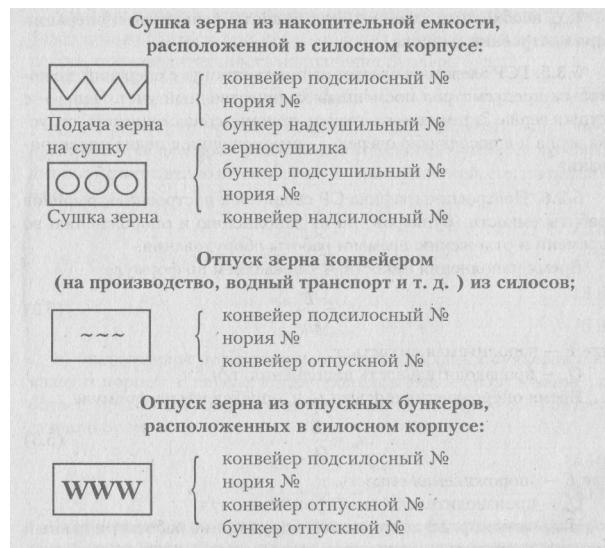 Сушка зерна из накопительной емкости,
расположенной в силосном корпусе:
конвейер подсилосный №
нория №
Подача зерна
на сушку
бункер надсушильный №
зерносушилка
бункер подсушильный №
нория №
Сушка зерна
конвейер надсилосный №
Отпуск зерна конвейером
(на производство, водный транспорт и т. д. ) из силосов;
~~~
конвейер подсилосный №
нория №
конвейер отпускной №
Отпуск зерна из отпускных бункеров,
расположенных в силосном корпусе:
WWW
конвейер подсилосный №
нория №
конвейер отпускной №
бункер отпускной №